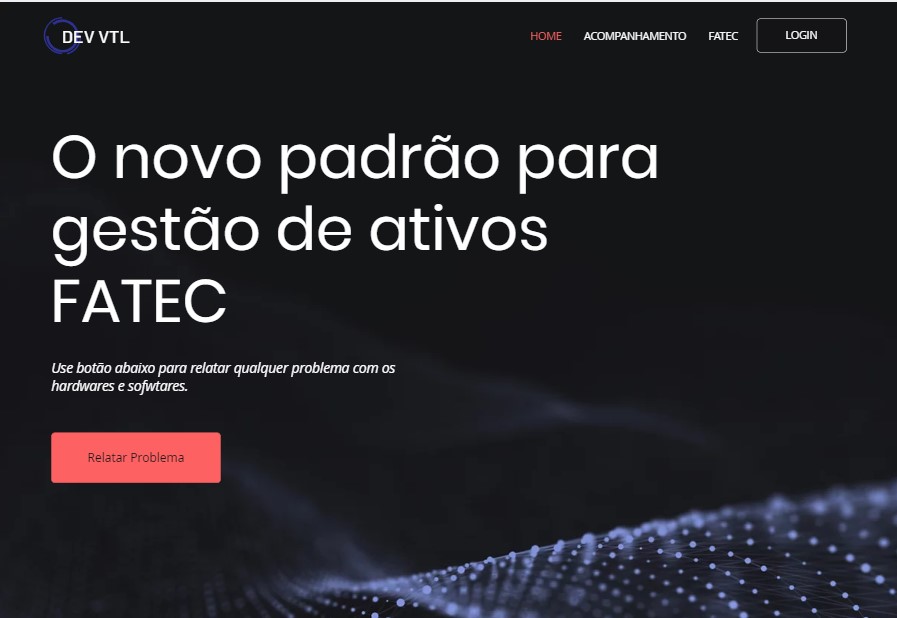 DEV VTL
HOME ACOMPANHAMENTO FATEC LOGIN
O novo padrão para
gestão de ativos
FATEC
Use botão abaixo para relatar qualquer problema com os
hardwares e sofwtares.
Relatar Problema